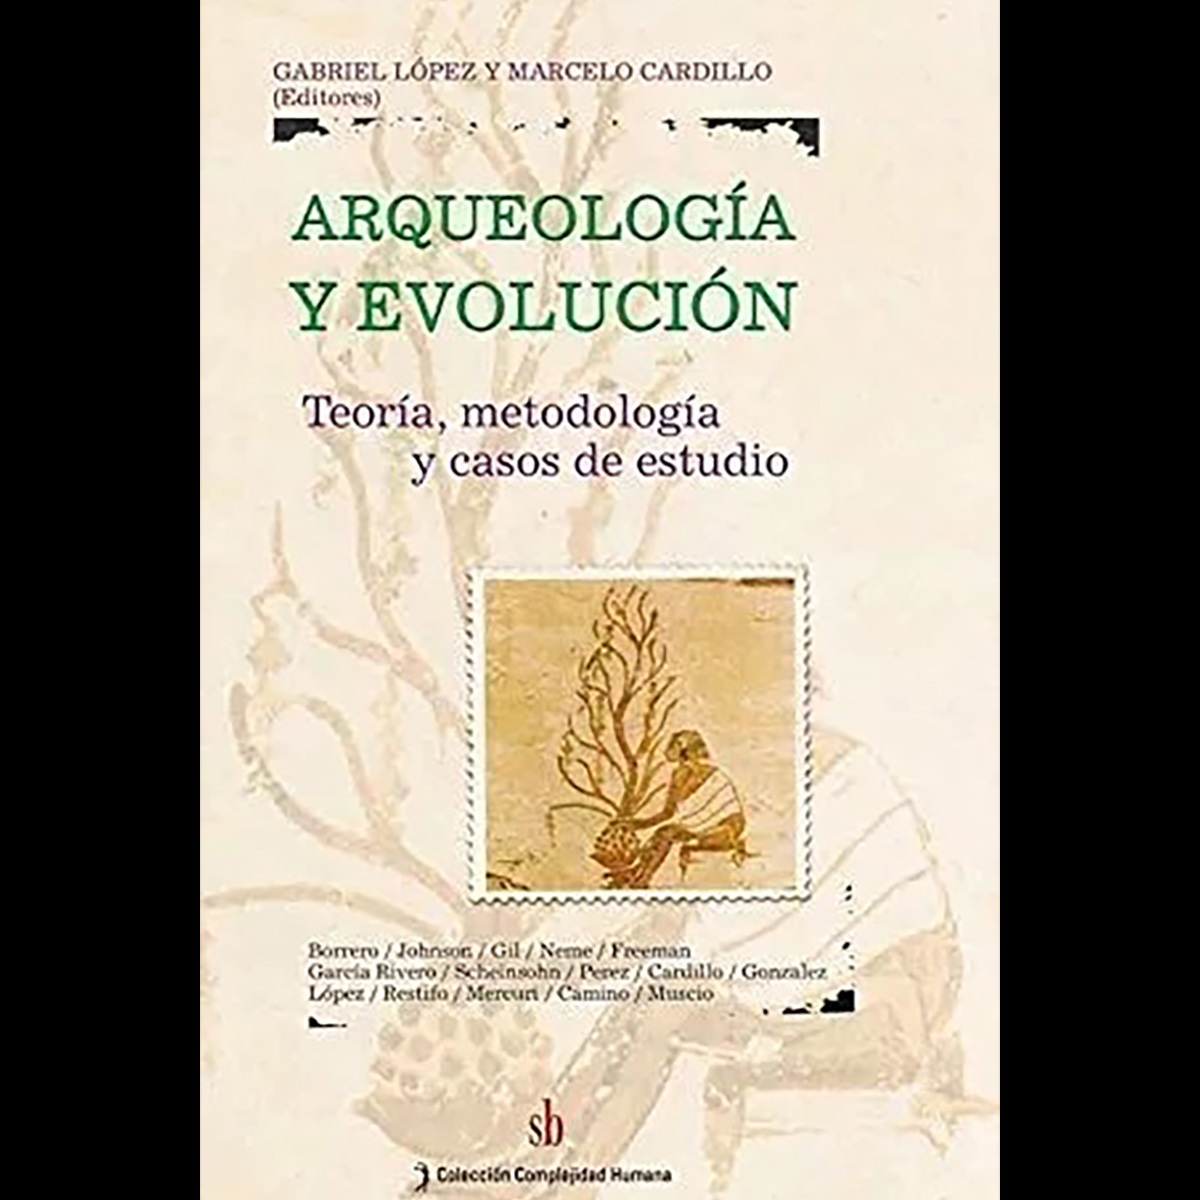 GABRIEL LÓPEZ Y MARCELO CARDILLO
(Editores)
ARQUEOLOGÍA
Y EVOLUCIÓN
Teoría, metodología
y casos de estudio
Borrero / Johnson / Gil / Neme / Freeman
García Rivero / Scheinsohn / Perez / Cardillo / Gonzalez
López / Restifo / Mercuri / Camino / Muscio
sb
Colección Complejidad Humana